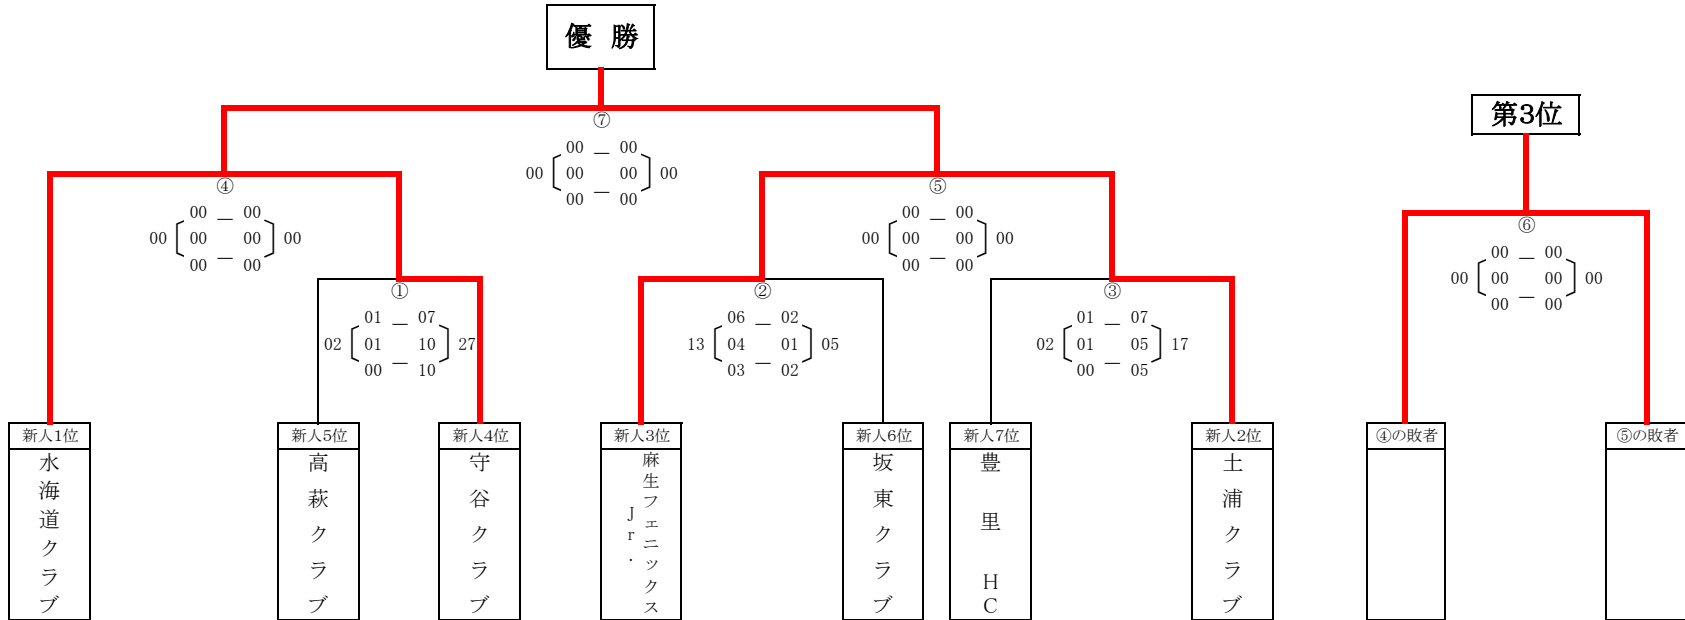 優 勝
第3位
⑦
00 － 00
00 00 00 00
00 － 00
④
00 － 00
00 00 00 00
00 － 00
⑤
00 － 00
00 00 00 00
00 － 00
⑥
00 － 00
00 00 00 00
00 － 00
①
01 － 07
02 01 10 27
00 － 10
②
06 － 02
13 04 01 05
03 － 02
③
01 － 07
02 01 05 17
00 － 05
新人1位
水海道クラブ
新人5位
高萩クラブ
新人4位
守谷クラブ
新人3位
麻生フェニックス
Jr.
新人6位
坂東クラブ
新人7位
豊里HC
新人2位
土浦クラブ
④の敗者
⑤の敗者